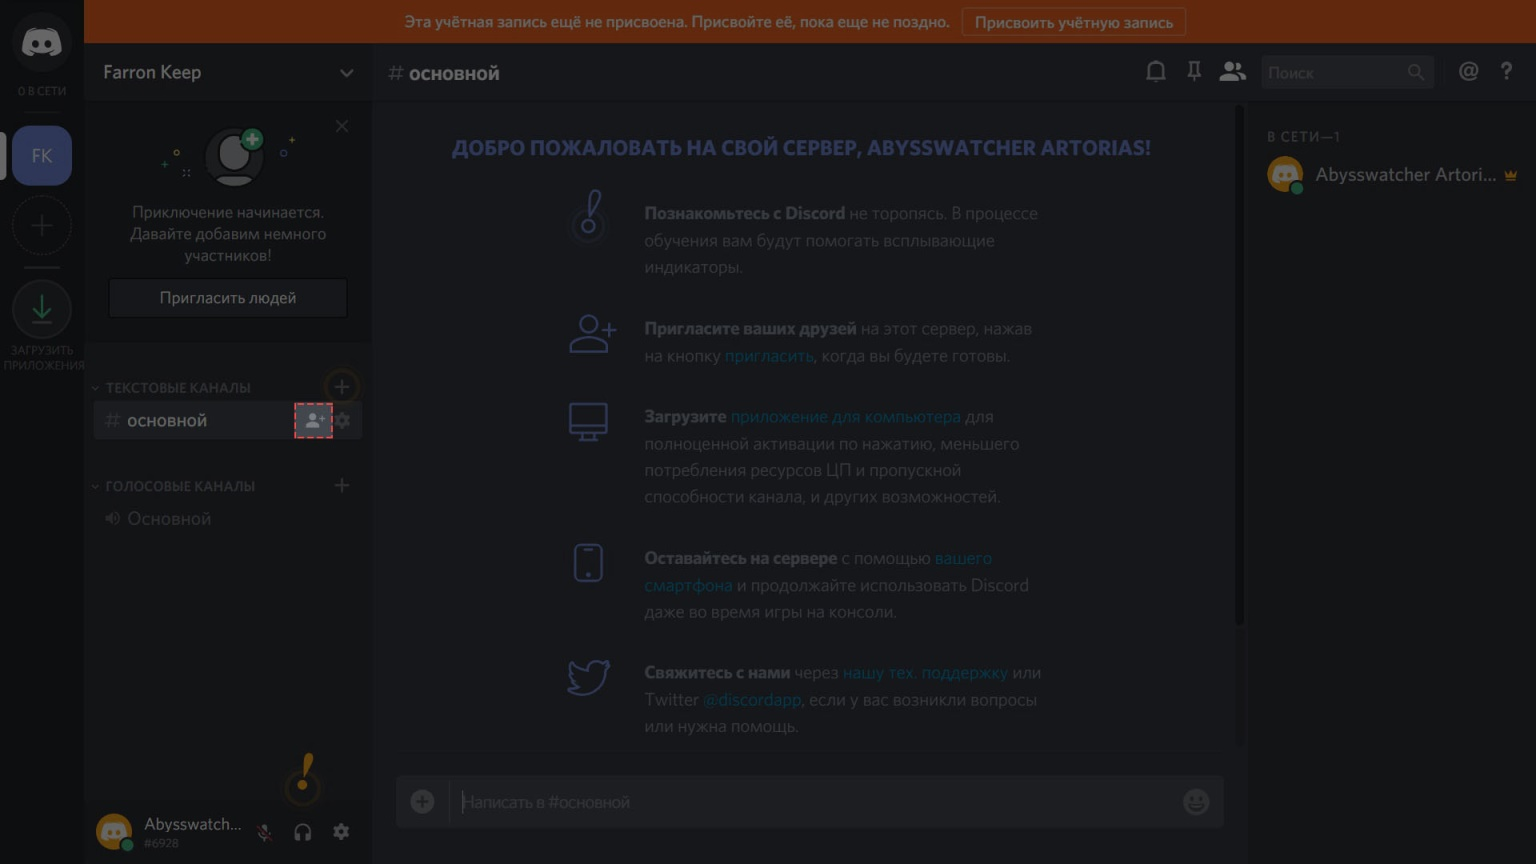 Эта учётная запись ещё не присвоена. Присвойте её, пока еще не поздно.
Присвоить учётную запись
0 В СЕТИ
FK
ЗАГРУЗИТЬ
ПРИЛОЖЕНИЯ
Farron Keep
Приключение начинается.
Давайте добавим немного
участников!
Пригласить людей
ТЕКСТОВЫЕ КАНАЛЫ
# основной
ГОЛОСОВЫЕ КАНАЛЫ
Основной
Abysswatch...
#6928
# основной
Поиск
@ ?
ДОБРО ПОЖАЛОВАТЬ НА СВОЙ СЕРВЕР, ABYSSWATCHER ARTORIAS!
Познакомьтесь с Discord не торопясь. В процессе
обучения вам будут помогать всплывающие
индикаторы.
Пригласите ваших друзей на этот сервер, нажав
на кнопку пригласить, когда вы будете готовы.
Загрузите приложение для компьютера для
полноценной активации по нажатию, меньшего
потребления ресурсов ЦП и пропускной
способности канала, и других возможностей.
Оставайтесь на сервере с помощью вашего
смартфона и продолжайте использовать Discord
даже во время игры на консоли.
Свяжитесь с нами через нашу тех. поддержку или
Twitter @discordapp, если у вас возникли вопросы
или нужна помощь.
Написать в #основной
В СЕТИ—1
Abysswatcher Artori...